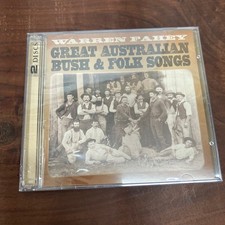 WARREN FAHEY
GREAT AUSTRALIAN
BUSH & FOLK SONGS
2 DISCS